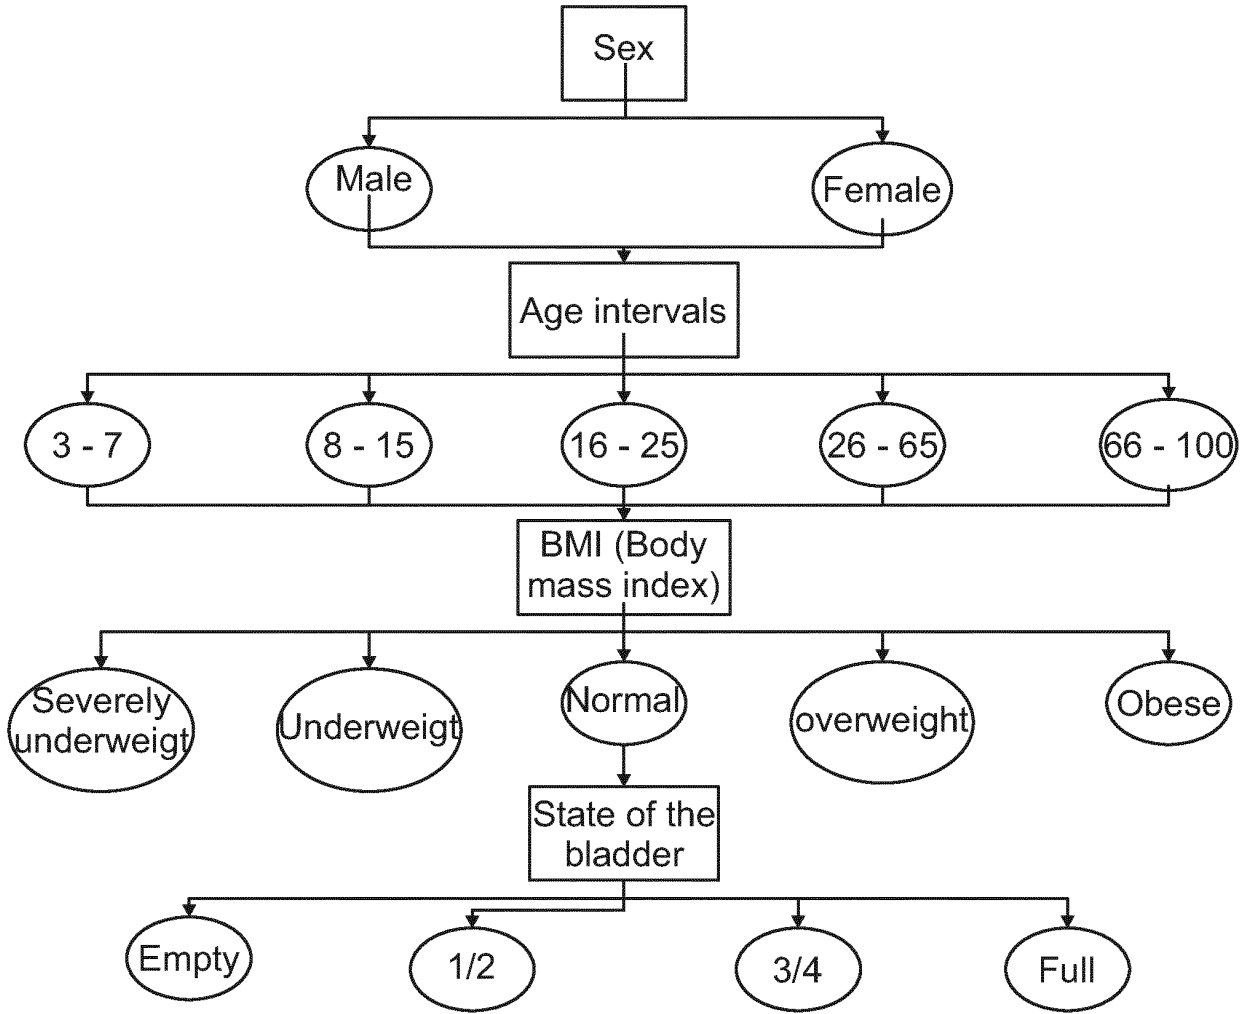 Sex
Male
Female
Age intervals
3 - 7
8 - 15
16 - 25
26 - 65
66 - 100
BMI (Body
mass index)
Severely
underweigt
Underweigt
Normal
overweight
Obese
State of the
bladder
Empty
1/2
3/4
Full